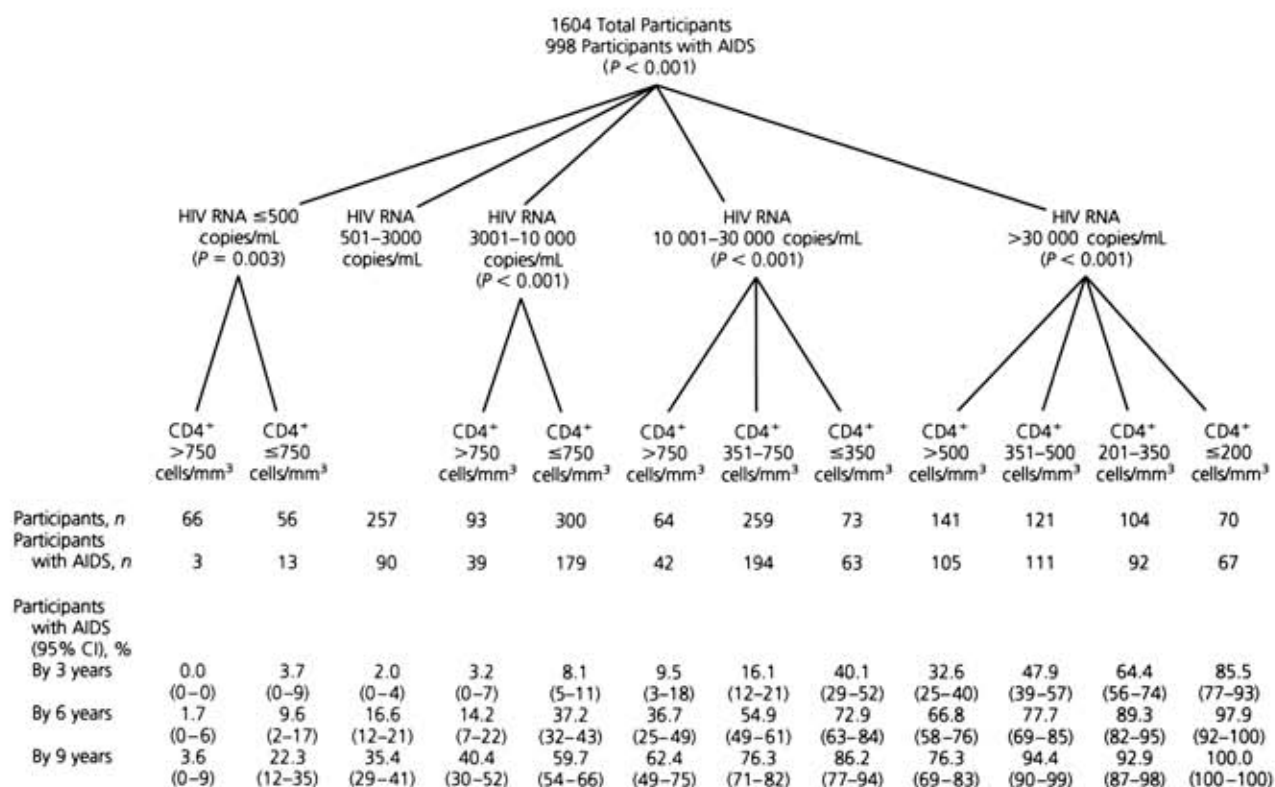 1604 Total Participants
998 Participants with AIDS
(P < 0.001)
HIV RNA ≤500
copies/mL
(P = 0.003)
HIV RNA
501–3000
copies/mL
HIV RNA
3001–10 000
copies/mL
(P < 0.001)
HIV RNA
10 001–30 000 copies/mL
(P < 0.001)
HIV RNA
>30 000 copies/mL
(P < 0.001)
CD4⁺
>750
cells/mm³
CD4⁺
≤750
cells/mm³
CD4⁺
>750
cells/mm³
CD4⁺
≤750
cells/mm³
CD4⁺
>750
cells/mm³
CD4⁺
351–750
cells/mm³
CD4⁺
≤350
cells/mm³
CD4⁺
>500
cells/mm³
CD4⁺
351–500
cells/mm³
CD4⁺
201–350
cells/mm³
CD4⁺
≤200
cells/mm³
Participants, n 66 56 257 93 300 64 259 73 141 121 104 70
Participants
with AIDS, n 3 13 90 39 179 42 194 63 105 111 92 67
Participants
with AIDS
(95% CI), %
By 3 years 0.0 3.7 2.0 3.2 8.1 9.5 16.1 40.1 32.6 47.9 64.4 85.5
(0–0) (0–9) (0–4) (0–7) (5–11) (3–18) (12–21) (29–52) (25–40) (39–57) (56–74) (77–93)
By 6 years 1.7 9.6 16.6 14.2 37.2 36.7 54.9 72.9 66.8 77.7 89.3 97.9
(0–6) (2–17) (12–21) (7–22) (32–43) (25–49) (49–61) (63–84) (58–76) (69–85) (82–95) (92–100)
By 9 years 3.6 22.3 35.4 40.4 59.7 62.4 76.3 86.2 76.3 94.4 92.9 100.0
(0–9) (12–35) (29–41) (30–52) (54–66) (49–75) (71–82) (77–94) (69–83) (90–99) (87–98) (100–100)